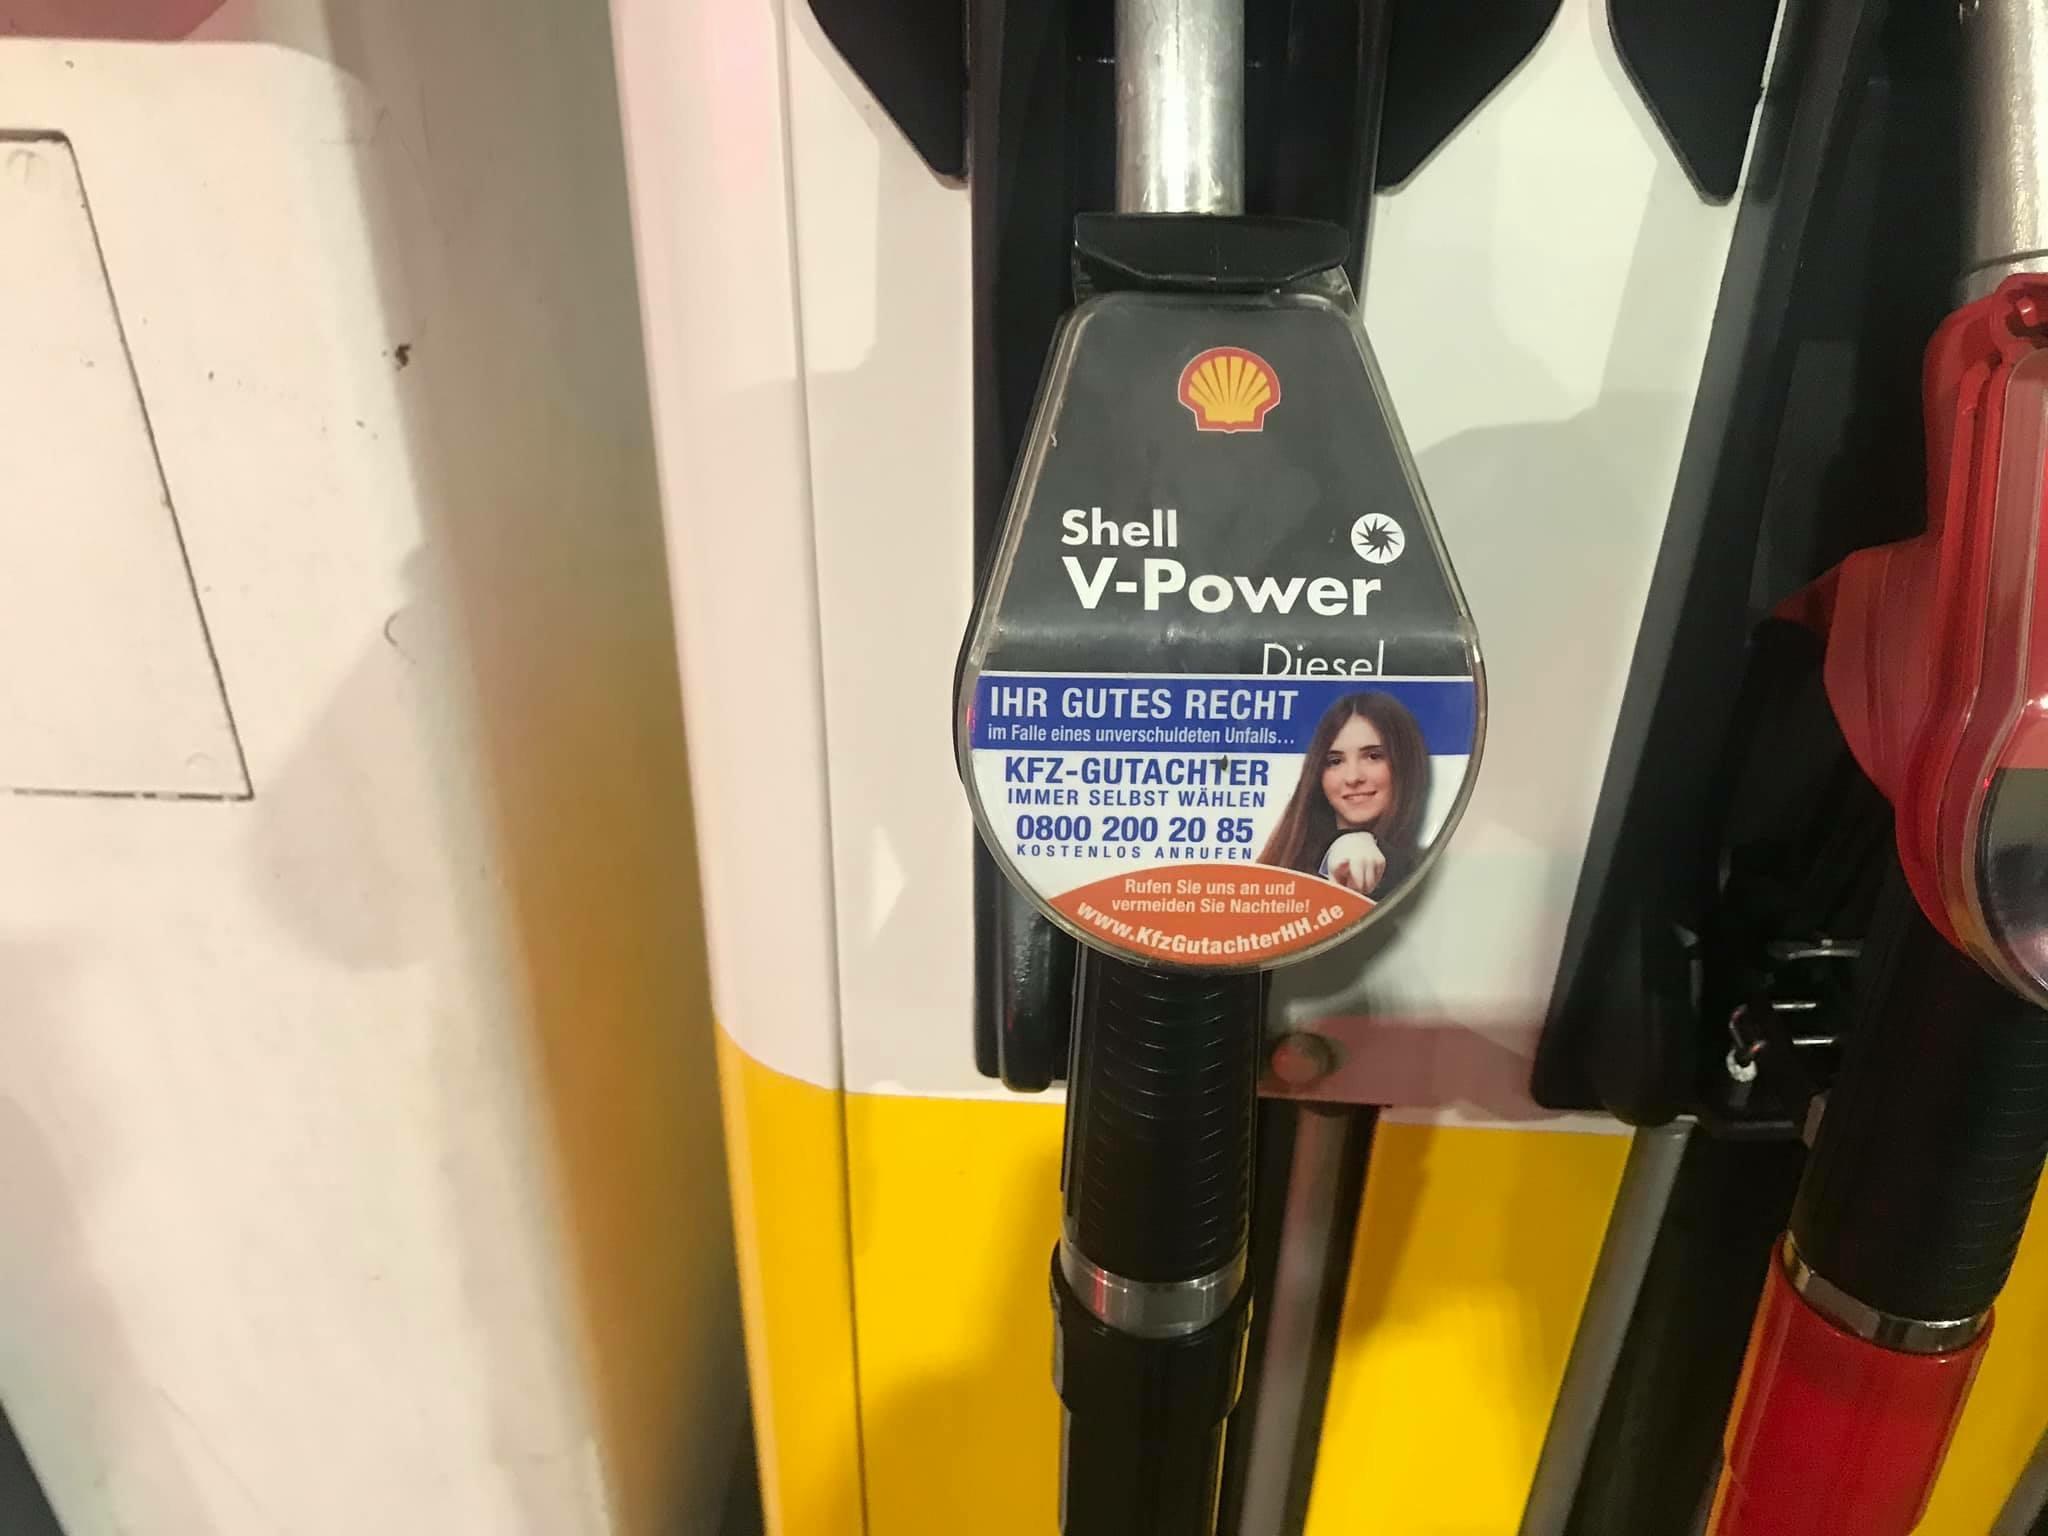 Shell
V-Power
Diesel
IHR GUTES RECHT
im Falle eines unverschuldeten Unfalls...
KFZ-GUTACHTER
IMMER SELBST WÄHLEN
0800 200 20 85
KOSTENLOS ANRUFEN
Rufen Sie uns an und
vermeiden Sie Nachteile!
www.KfzGutachterHH.de